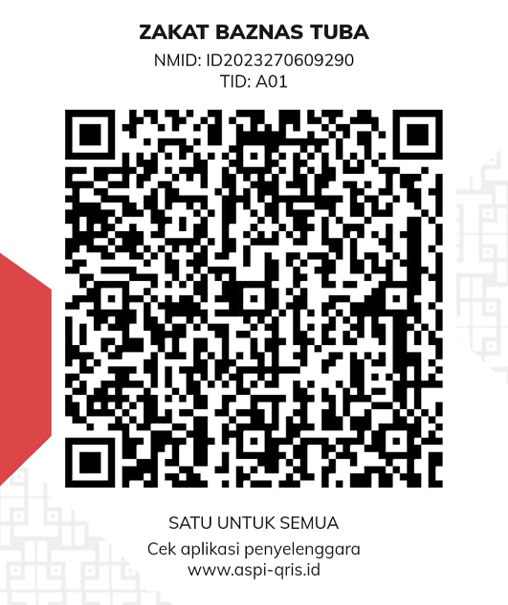 ZAKAT BAZNAS TUBA
NMID: ID2023270609290
TID: A01
SATU UNTUK SEMUA
Cek aplikasi penyelenggara
www.aspi-qris.id